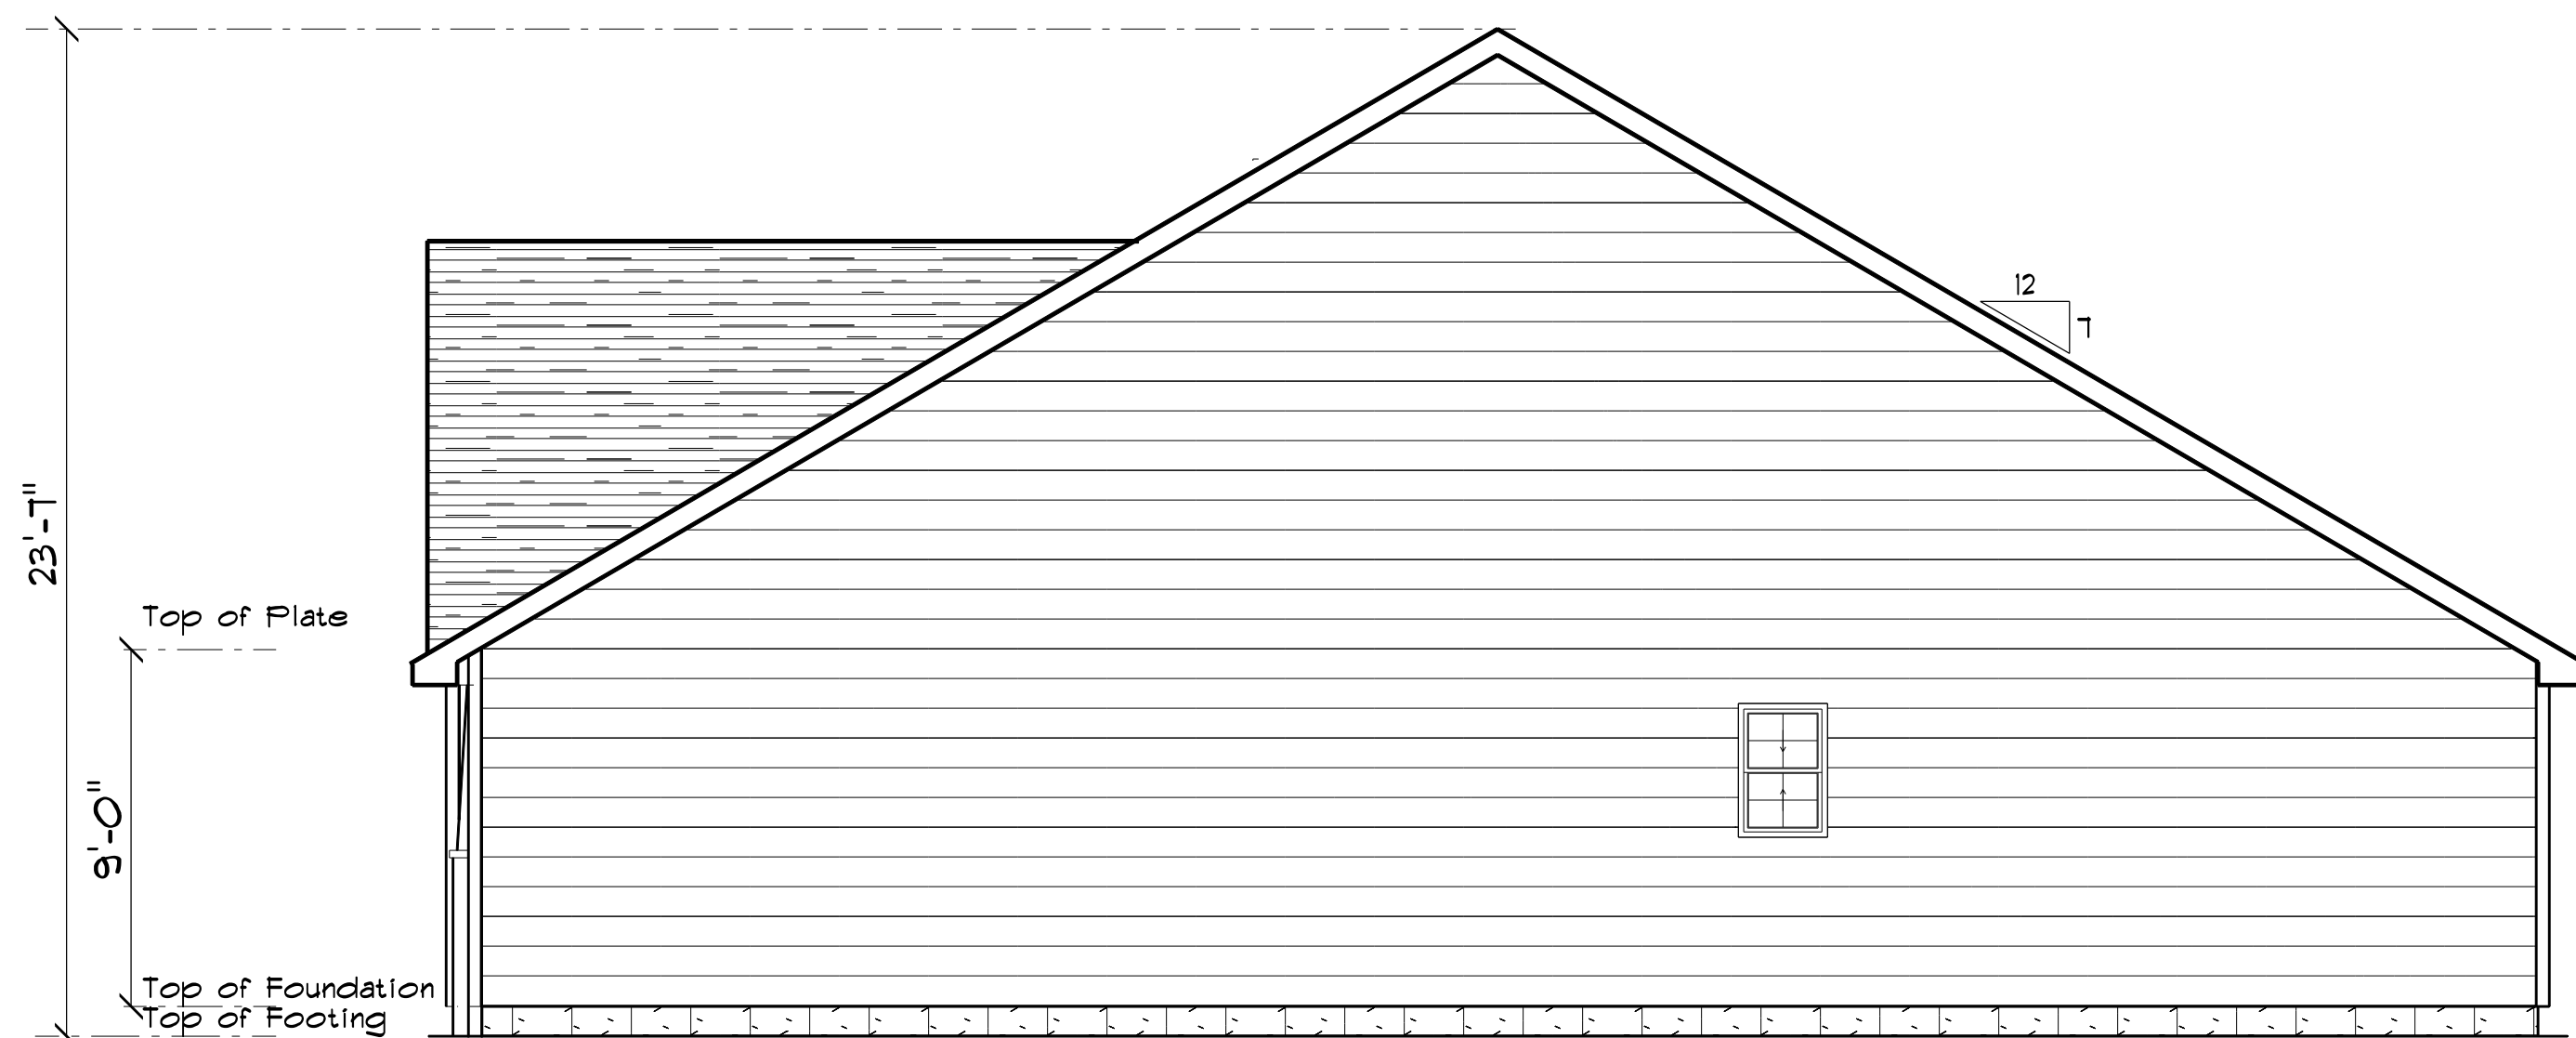 12
7
23'-7"
Top of Plate
9'-0"
Top of Foundation
Top of Footing